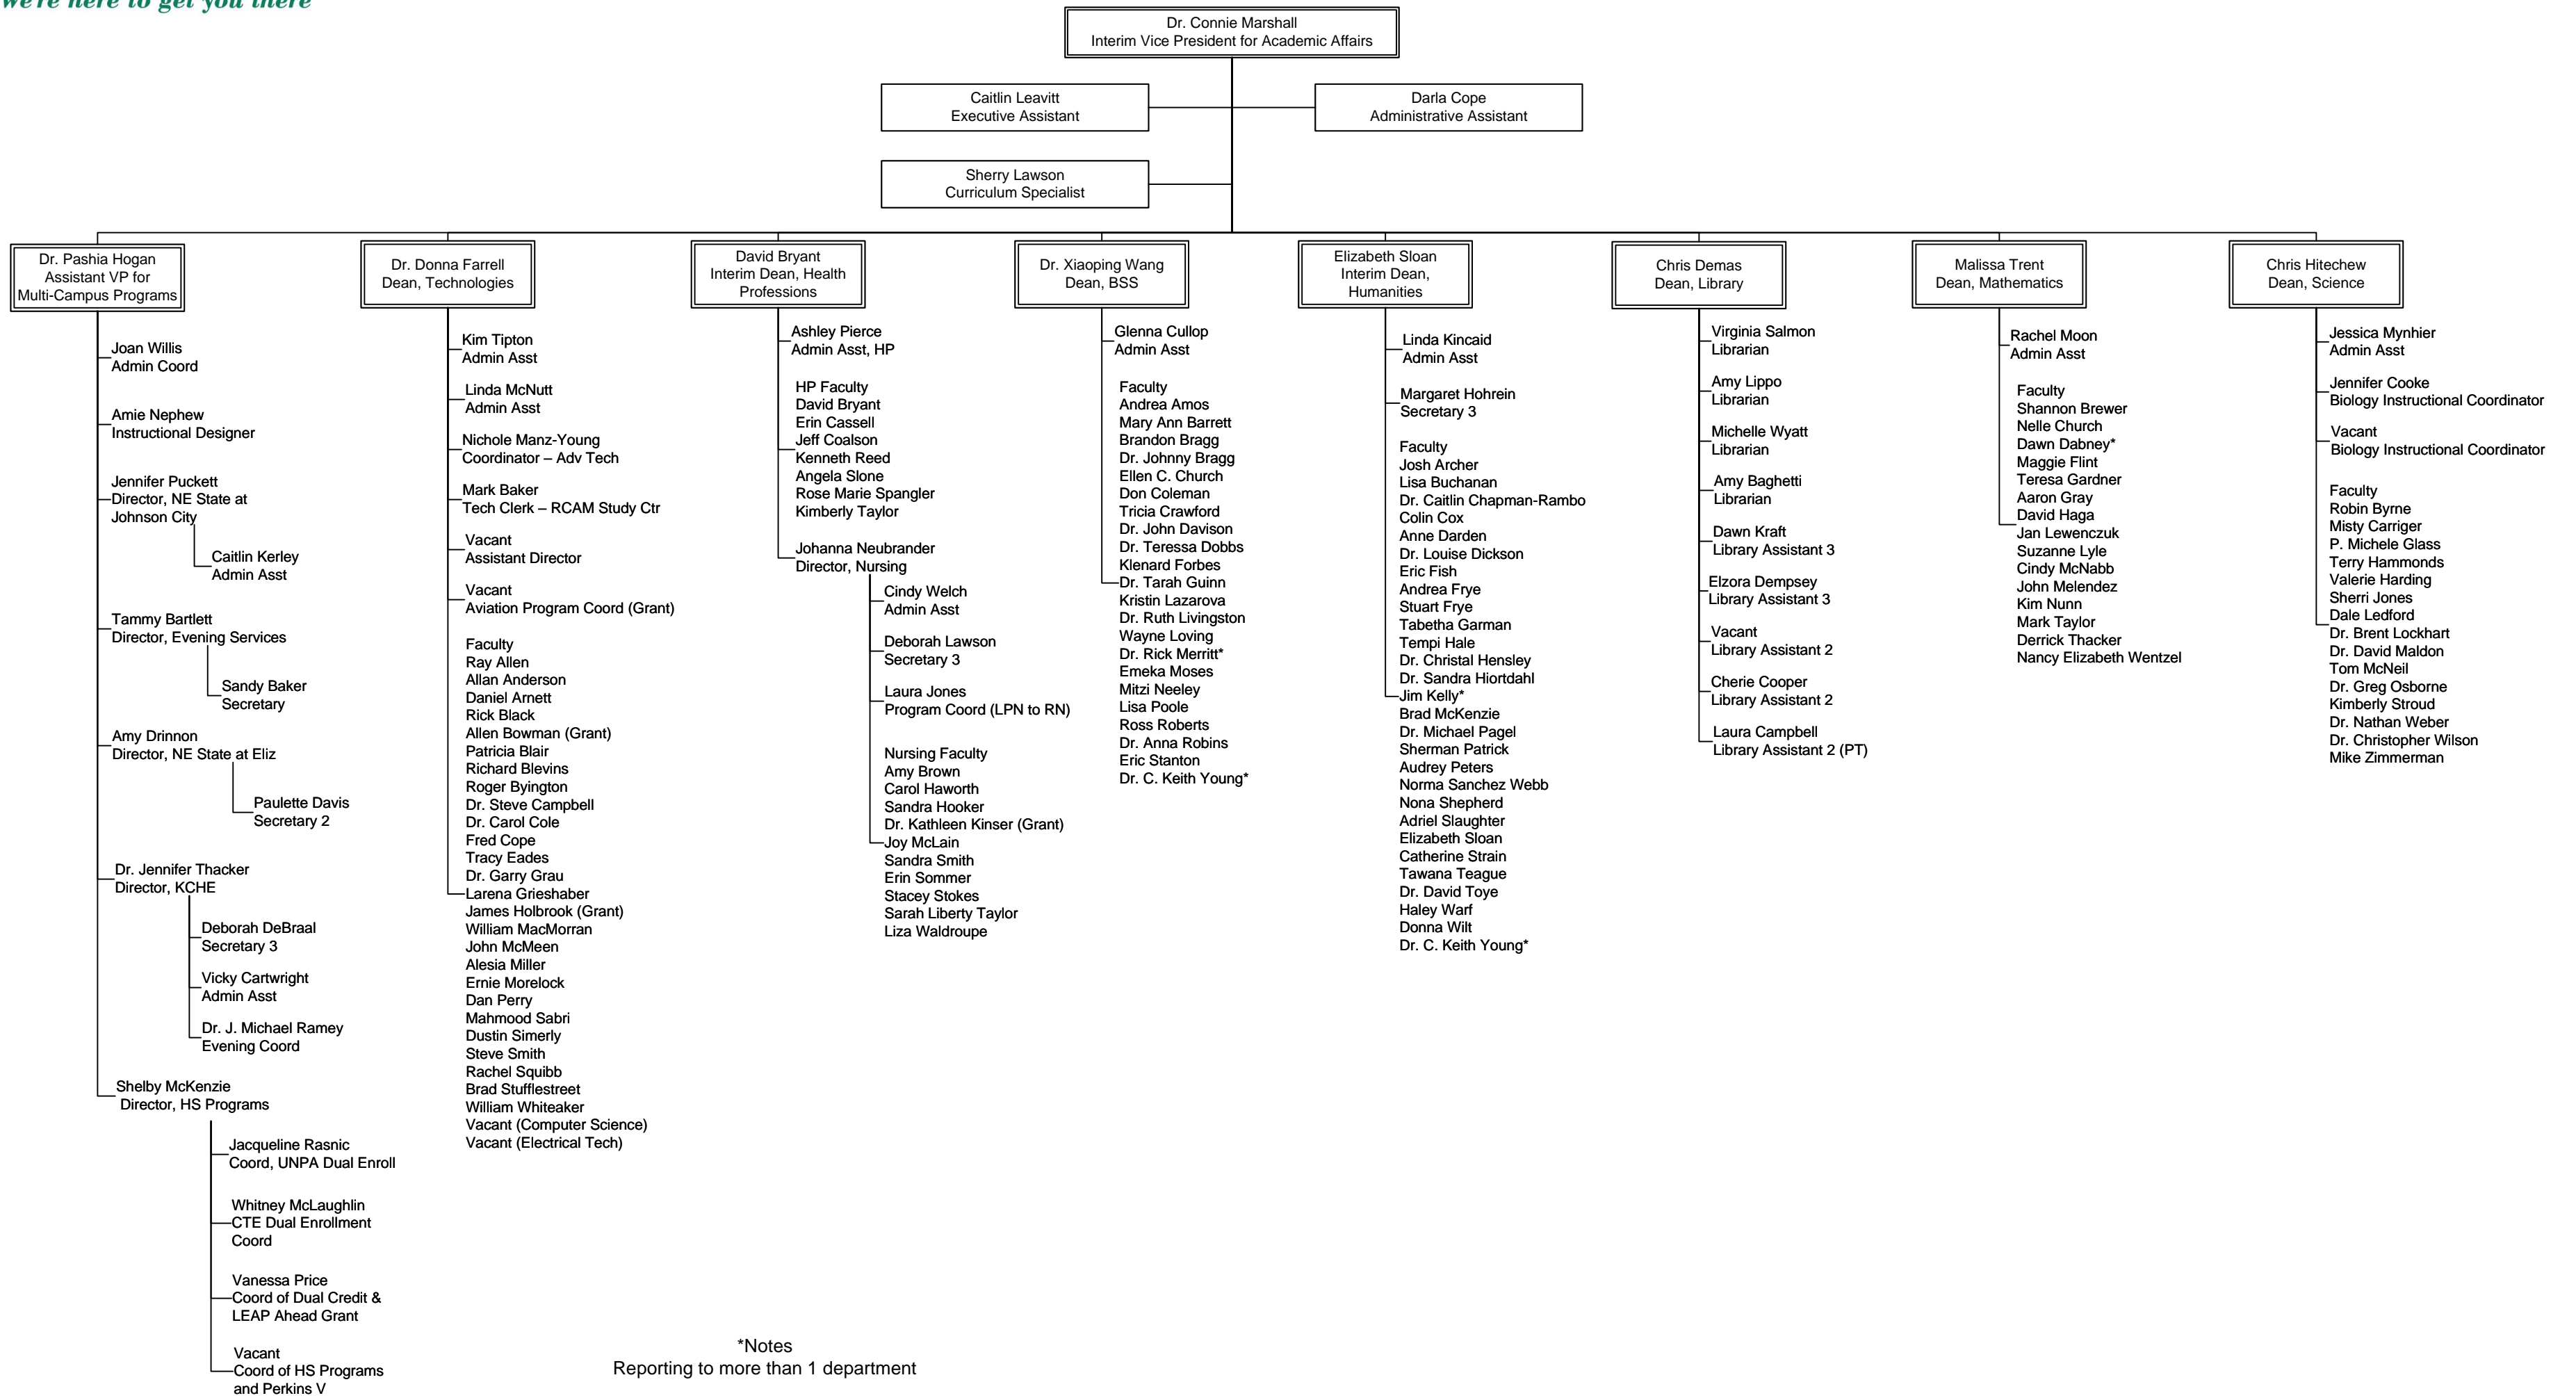 we're here to get you there
Dr. Connie Marshall
Interim Vice President for Academic Affairs
Caitlin Leavitt
Executive Assistant
Darla Cope
Administrative Assistant
Sherry Lawson
Curriculum Specialist
Dr. Pashia Hogan
Assistant VP for
Multi-Campus Programs
Joan Willis
Admin Coord
Amie Nephew
Instructional Designer
Jennifer Puckett
Director, NE State at
Johnson City
Caitlin Kerley
Admin Asst
Tammy Bartlett
Director, Evening Services
Sandy Baker
Secretary
Amy Drinnon
Director, NE State at Eliz
Paulette Davis
Secretary 2
Dr. Jennifer Thacker
Director, KCHE
Deborah DeBraal
Secretary 3
Vicky Cartwright
Admin Asst
Dr. J. Michael Ramey
Evening Coord
Shelby McKenzie
Director, HS Programs
Jacqueline Rasnic
Coord, UNPA Dual Enroll
Whitney McLaughlin
CTE Dual Enrollment
Coord
Vanessa Price
Coord of Dual Credit &
LEAP Ahead Grant
Vacant
Coord of HS Programs
and Perkins V
Dr. Donna Farrell
Dean, Technologies
Kim Tipton
Admin Asst
Linda McNutt
Admin Asst
Nichole Manz-Young
Coordinator – Adv Tech
Mark Baker
Tech Clerk – RCAM Study Ctr
Vacant
Assistant Director
Vacant
Aviation Program Coord (Grant)
Faculty
Ray Allen
Allan Anderson
Daniel Arnett
Rick Black
Allen Bowman (Grant)
Patricia Blair
Richard Blevins
Roger Byington
Dr. Steve Campbell
Dr. Carol Cole
Fred Cope
Tracy Eades
Dr. Garry Grau
Larena Grieshaber
James Holbrook (Grant)
William MacMorran
John McMeen
Alesia Miller
Ernie Morelock
Dan Perry
Mahmood Sabri
Dustin Simerly
Steve Smith
Rachel Squibb
Brad Stufflestreet
William Whiteaker
Vacant (Computer Science)
Vacant (Electrical Tech)
David Bryant
Interim Dean, Health
Professions
Ashley Pierce
Admin Asst, HP
HP Faculty
David Bryant
Erin Cassell
Jeff Coalson
Kenneth Reed
Angela Slone
Rose Marie Spangler
Kimberly Taylor
Johanna Neubrander
Director, Nursing
Cindy Welch
Admin Asst
Deborah Lawson
Secretary 3
Laura Jones
Program Coord (LPN to RN)
Nursing Faculty
Amy Brown
Carol Haworth
Sandra Hooker
Dr. Kathleen Kinser (Grant)
Joy McLain
Sandra Smith
Erin Sommer
Stacey Stokes
Sarah Liberty Taylor
Liza Waldroupe
Dr. Xiaoping Wang
Dean, BSS
Glenna Cullop
Admin Asst
Faculty
Andrea Amos
Mary Ann Barrett
Brandon Bragg
Dr. Johnny Bragg
Ellen C. Church
Don Coleman
Tricia Crawford
Dr. John Davison
Dr. Teressa Dobbs
Klenard Forbes
Dr. Tarah Guinn
Kristin Lazarova
Dr. Ruth Livingston
Wayne Loving
Dr. Rick Merritt*
Emeka Moses
Mitzi Neeley
Lisa Poole
Ross Roberts
Dr. Anna Robins
Eric Stanton
Dr. C. Keith Young*
Elizabeth Sloan
Interim Dean,
Humanities
Linda Kincaid
Admin Asst
Margaret Hohrein
Secretary 3
Faculty
Josh Archer
Lisa Buchanan
Dr. Caitlin Chapman-Rambo
Colin Cox
Anne Darden
Dr. Louise Dickson
Eric Fish
Andrea Frye
Stuart Frye
Tabetha Garman
Tempi Hale
Dr. Christal Hensley
Dr. Sandra Hiortdahl
Jim Kelly*
Brad McKenzie
Dr. Michael Pagel
Sherman Patrick
Audrey Peters
Norma Sanchez Webb
Nona Shepherd
Adriel Slaughter
Elizabeth Sloan
Catherine Strain
Tawana Teague
Dr. David Toye
Haley Warf
Donna Wilt
Dr. C. Keith Young*
Chris Demas
Dean, Library
Virginia Salmon
Librarian
Amy Lippo
Librarian
Michelle Wyatt
Librarian
Amy Baghetti
Librarian
Dawn Kraft
Library Assistant 3
Elzora Dempsey
Library Assistant 3
Vacant
Library Assistant 2
Cherie Cooper
Library Assistant 2
Laura Campbell
Library Assistant 2 (PT)
Malissa Trent
Dean, Mathematics
Rachel Moon
Admin Asst
Faculty
Shannon Brewer
Nelle Church
Dawn Dabney*
Maggie Flint
Teresa Gardner
Aaron Gray
David Haga
Jan Lewenczuk
Suzanne Lyle
Cindy McNabb
John Melendez
Kim Nunn
Mark Taylor
Derrick Thacker
Nancy Elizabeth Wentzel
Chris Hitechew
Dean, Science
Jessica Mynhier
Admin Asst
Jennifer Cooke
Biology Instructional Coordinator
Vacant
Biology Instructional Coordinator
Faculty
Robin Byrne
Misty Carriger
P. Michele Glass
Terry Hammonds
Valerie Harding
Sherri Jones
Dale Ledford
Dr. Brent Lockhart
Dr. David Maldon
Tom McNeil
Dr. Greg Osborne
Kimberly Stroud
Dr. Nathan Weber
Dr. Christopher Wilson
Mike Zimmerman
*Notes
Reporting to more than 1 department